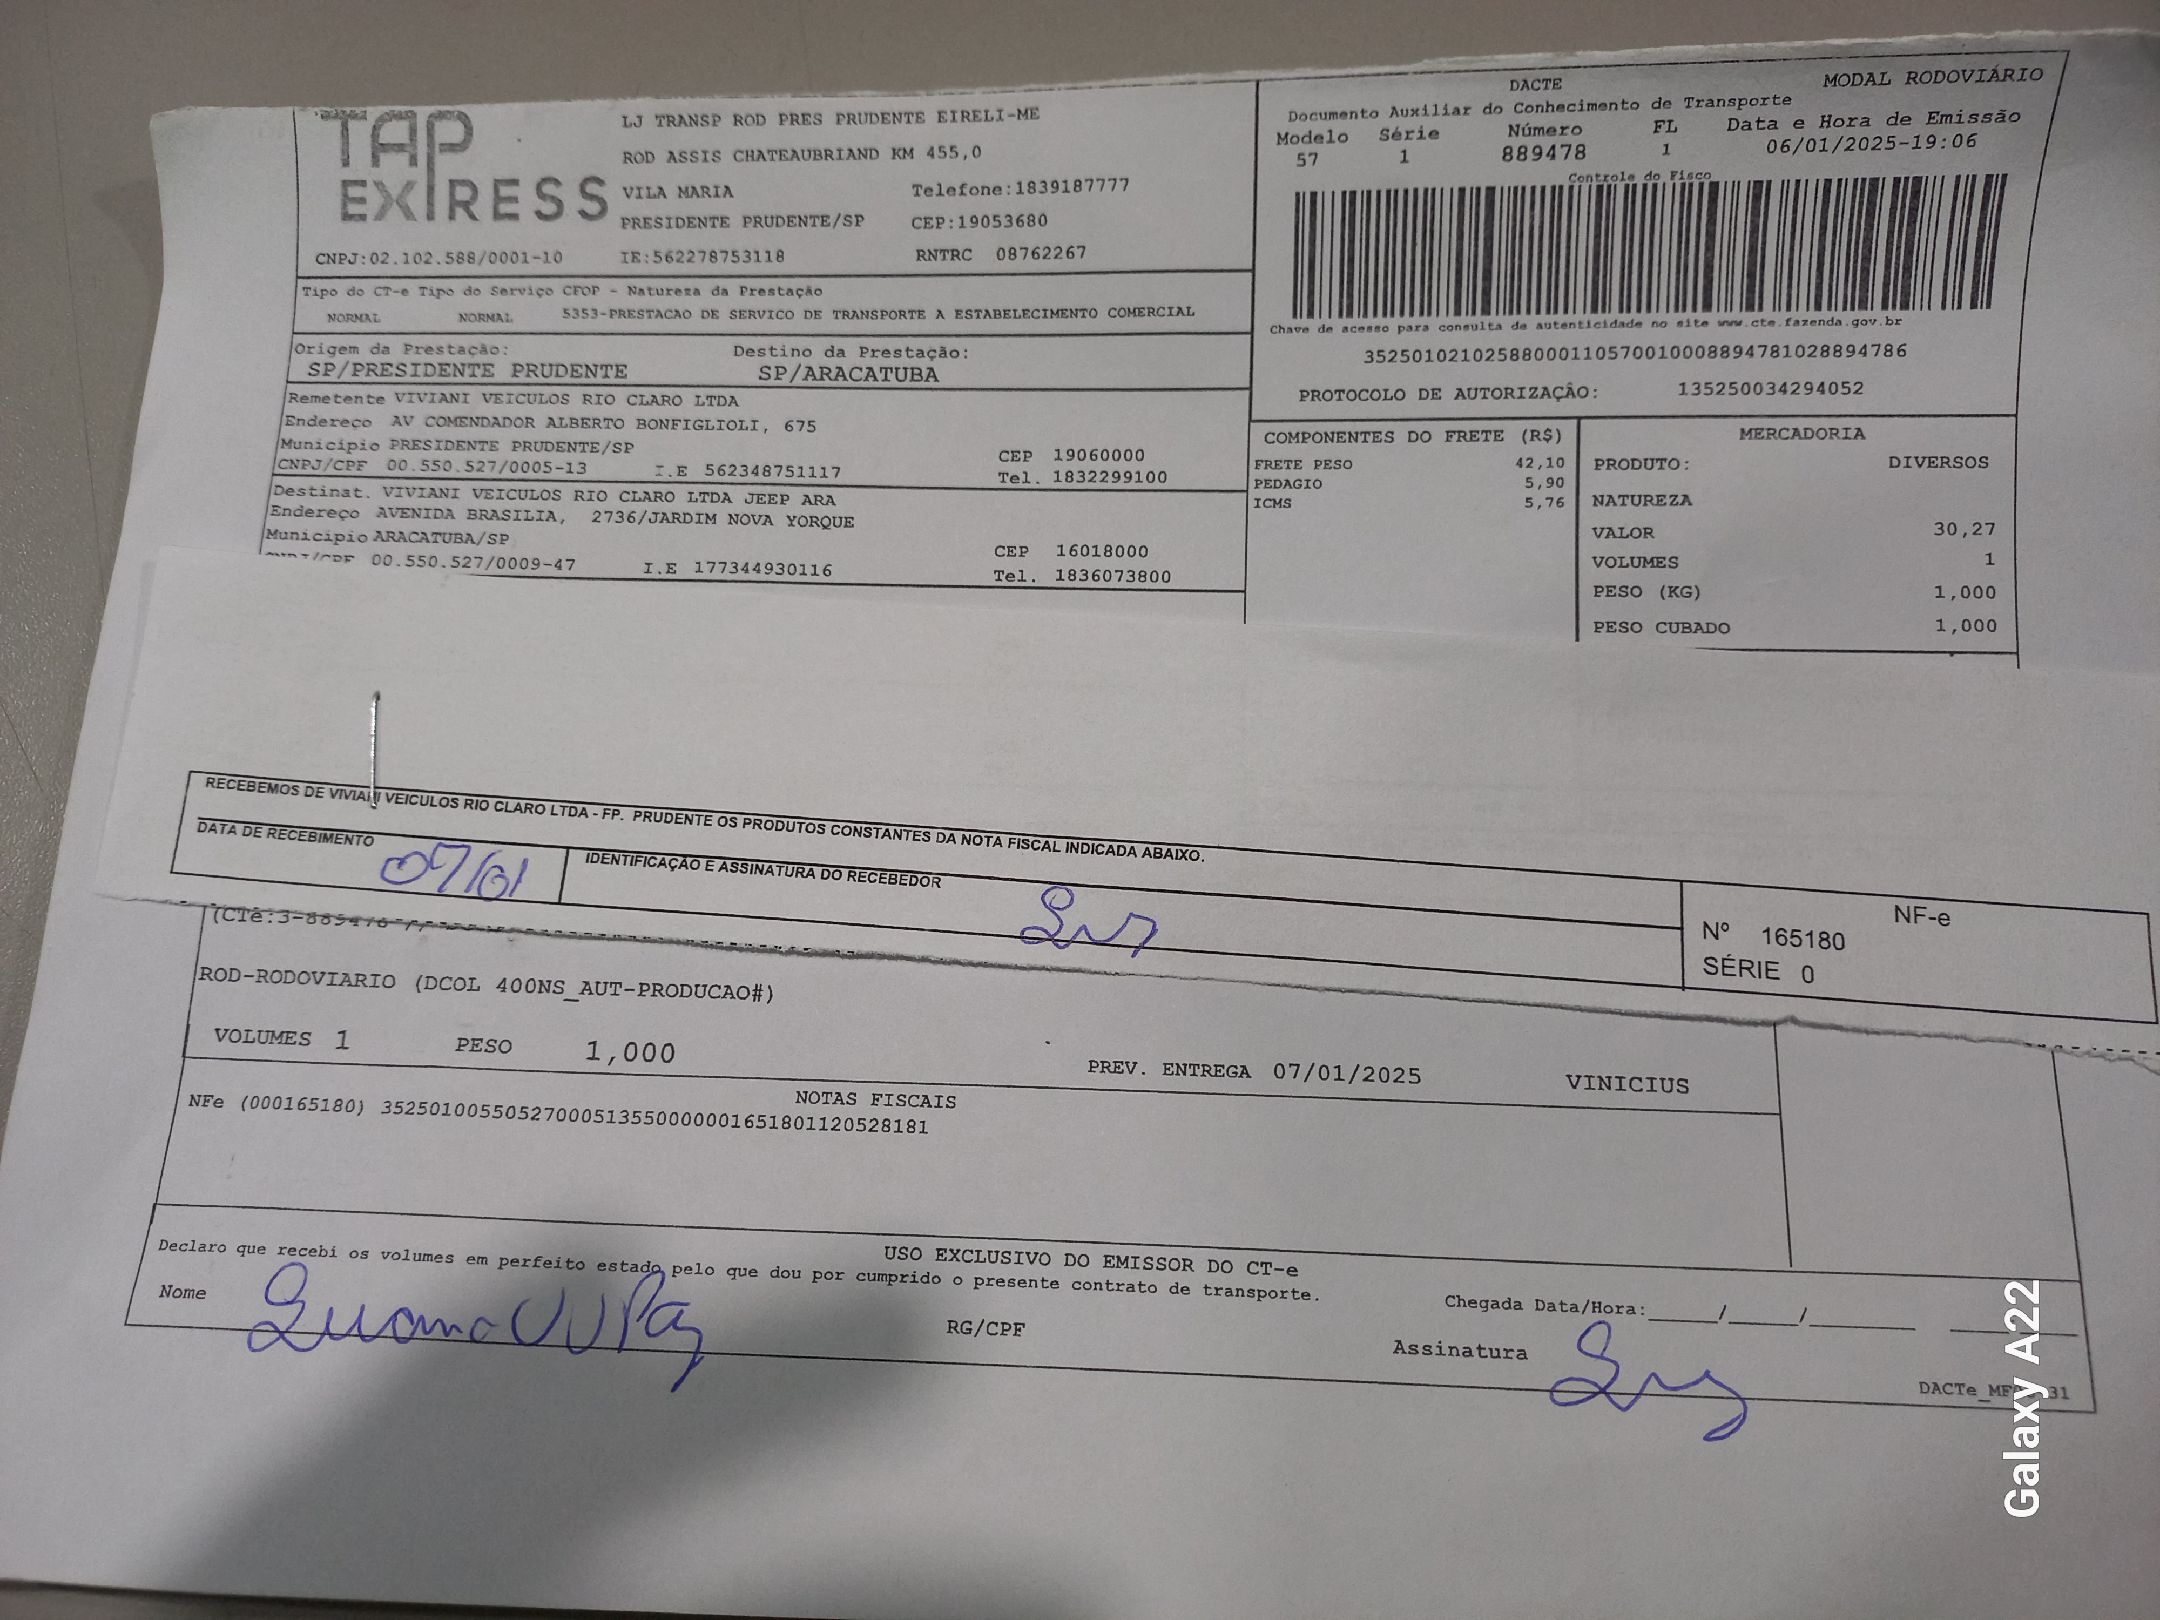 TAP
EXPRESS
LJ TRANSP ROD PRES PRUDENTE EIRELI-ME
ROD ASSIS CHATEAUBRIAND KM 455,0
VILA MARIA Telefone:1839187777
PRESIDENTE PRUDENTE/SP CEP:19053680
CNPJ:02.102.588/0001-10 IE:562278753118 RNTRC 08762267
DACTE MODAL RODOVIÁRIO
Documento Auxiliar do Conhecimento de Transporte
Modelo Série Número FL Data e Hora de Emissão
57 1 889478 1 06/01/2025-19:06
Controle do Fisco
Chave de acesso para consulta de autenticidade no site www.cte.fazenda.gov.br
35250102102588000110570010008894781028894786
PROTOCOLO DE AUTORIZAÇÂO: 135250034294052
Tipo do CT-e Tipo do Serviço CFOP - Natureza da Prestação
NORMAL NORMAL 5353-PRESTACAO DE SERVICO DE TRANSPORTE A ESTABELECIMENTO COMERCIAL
Origem da Prestação: Destino da Prestação:
SP/PRESIDENTE PRUDENTE SP/ARACATUBA
Remetente VIVIANI VEICULOS RIO CLARO LTDA
Endereço AV COMENDADOR ALBERTO BONFIGLIOLI, 675
Municipio PRESIDENTE PRUDENTE/SP CEP 19060000
CNPJ/CPF 00.550.527/0005-13 I.E 562348751117 Tel. 1832299100
Destinat. VIVIANI VEICULOS RIO CLARO LTDA JEEP ARA
Endereço AVENIDA BRASILIA, 2736/JARDIM NOVA YORQUE
Municipio ARACATUBA/SP CEP 16018000
CNPJ/CPF 00.550.527/0009-47 I.E 177344930116 Tel. 1836073800
COMPONENTES DO FRETE (R$)
FRETE PESO 42,10
PEDAGIO 5,90
ICMS 5,76
MERCADORIA
PRODUTO: DIVERSOS
NATUREZA
VALOR 30,27
VOLUMES 1
PESO (KG) 1,000
PESO CUBADO 1,000
RECEBEMOS DE VIVIANI VEICULOS RIO CLARO LTDA - FP. PRUDENTE OS PRODUTOS CONSTANTES DA NOTA FISCAL INDICADA ABAIXO.
DATA DE RECEBIMENTO IDENTIFICAÇÃO E ASSINATURA DO RECEBEDOR
07/01
NF-e
Nº 165180
SÉRIE 0
ROD-RODOVIARIO (DCOL 400NS_AUT-PRODUCAO#)
VOLUMES 1 PESO 1,000 PREV. ENTREGA 07/01/2025 VINICIUS
NOTAS FISCAIS
NFe (000165180) 35250100550527000513550000001651801120528181
USO EXCLUSIVO DO EMISSOR DO CT-e
Declaro que recebi os volumes em perfeito estado pelo que dou por cumprido o presente contrato de transporte.
Nome RG/CPF Chegada Data/Hora:_____/_____/________
Assinatura
Galaxy A22